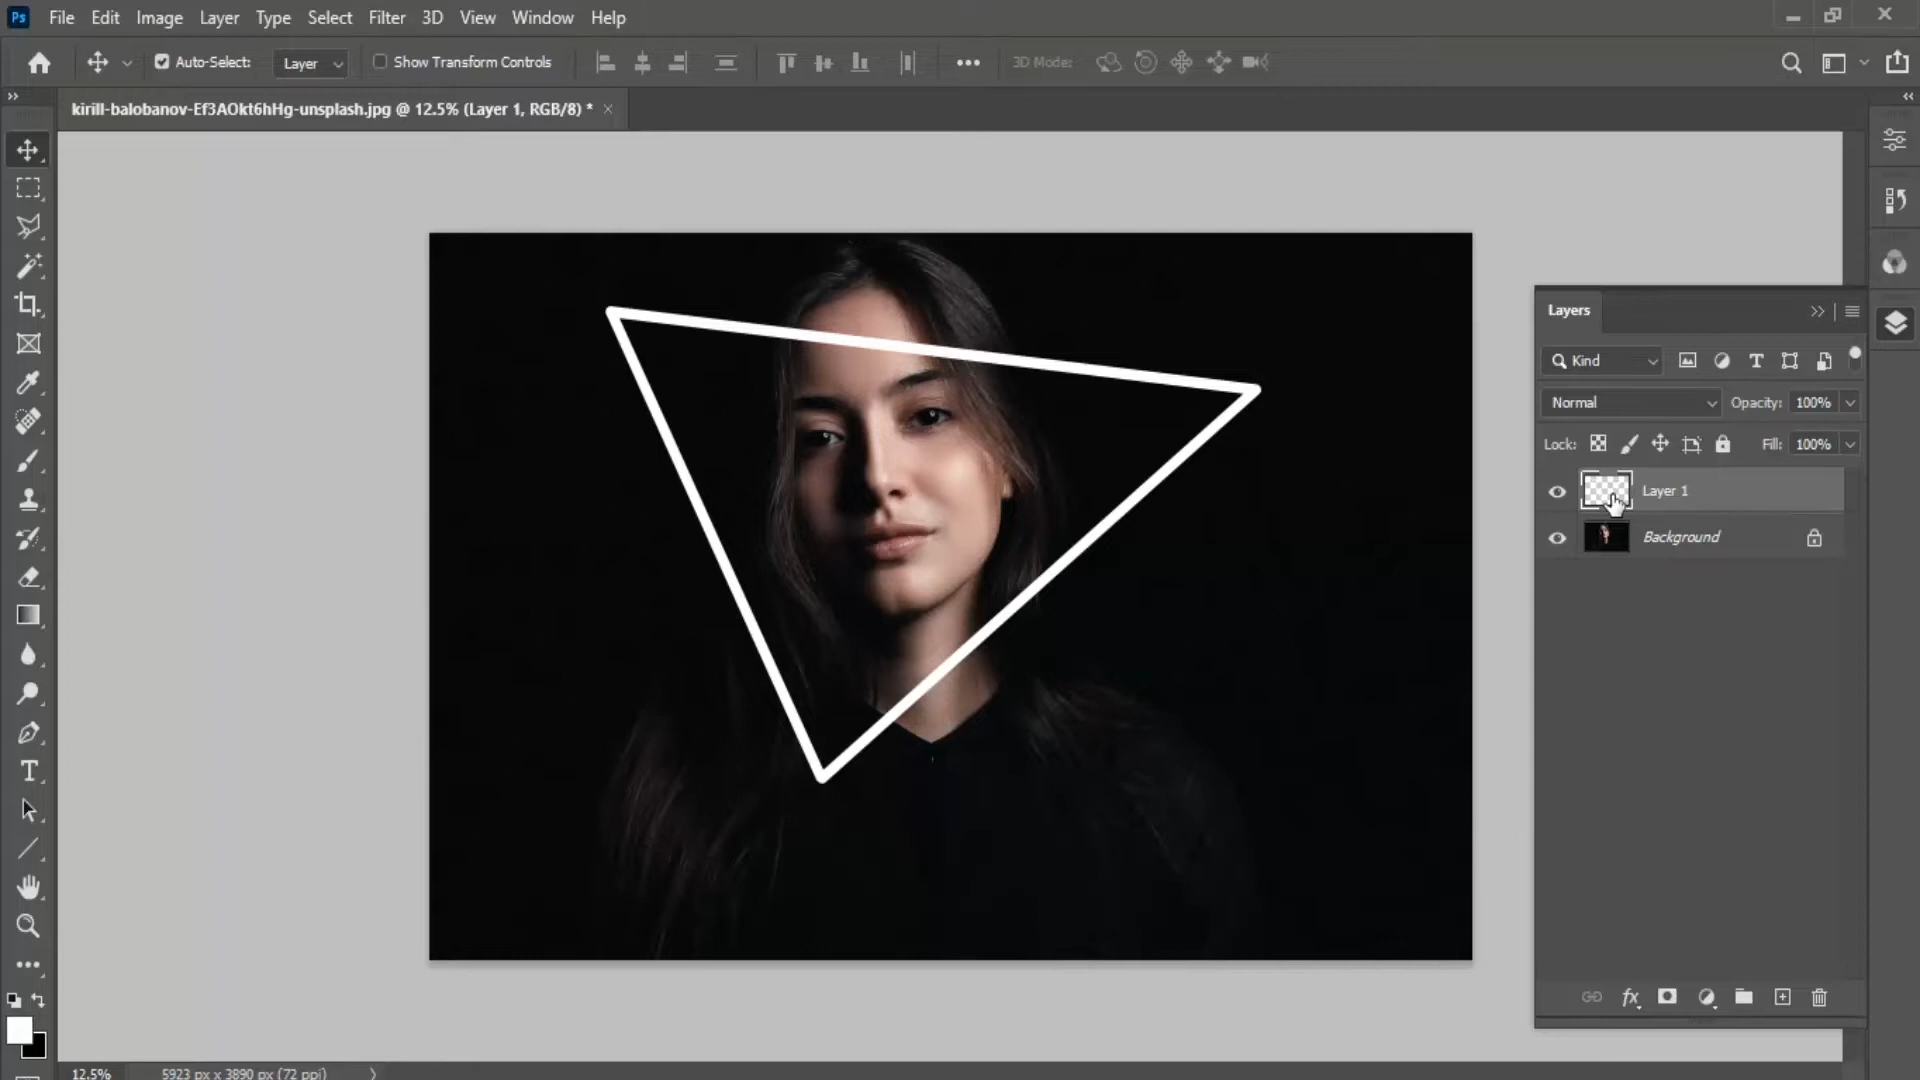 Ps File Edit Image Layer Type Select Filter 3D View Window Help
Auto-Select: Layer Show Transform Controls 3D Mode:
kirill-balobanov-Ef3AOkt6hHg-unsplash.jpg @ 12.5% (Layer 1, RGB/8) *
Layers
Kind
Normal Opacity: 100%
Lock: Fill: 100%
Layer 1
Background
fx
12.5% 5923 px x 3890 px (72 ppi)